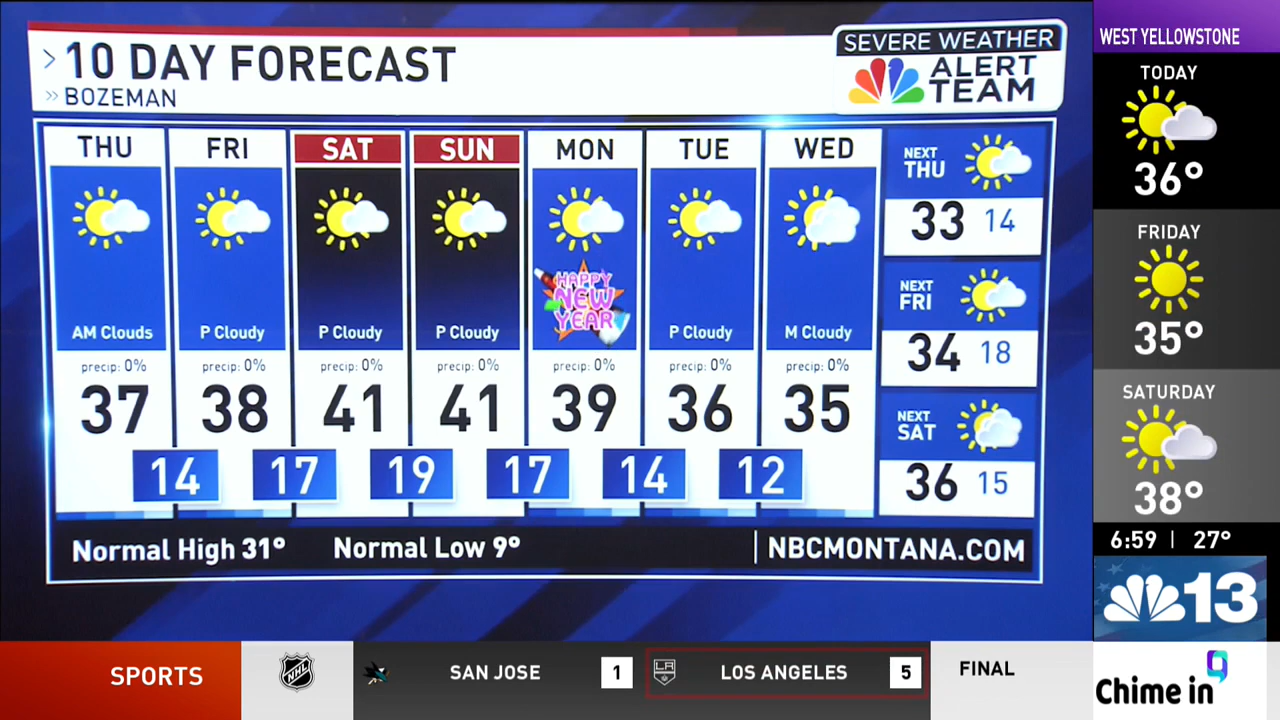 > 10 DAY FORECAST
» BOZEMAN
SEVERE WEATHER
ALERT
TEAM
THU
AM Clouds
precip: 0%
37
14
FRI
P Cloudy
precip: 0%
38
17
SAT
P Cloudy
precip: 0%
41
19
SUN
P Cloudy
precip: 0%
41
17
MON
HAPPY
NEW
YEAR
precip: 0%
39
14
TUE
P Cloudy
precip: 0%
36
12
WED
M Cloudy
precip: 0%
35
NEXT
THU
33 14
NEXT
FRI
34 18
NEXT
SAT
36 15
Normal High 31° Normal Low 9° | NBCMONTANA.COM
WEST YELLOWSTONE
TODAY
36°
FRIDAY
35°
SATURDAY
38°
6:59 | 27°
13
SPORTS NHL SAN JOSE 1 LA LOS ANGELES 5 FINAL
Chime in